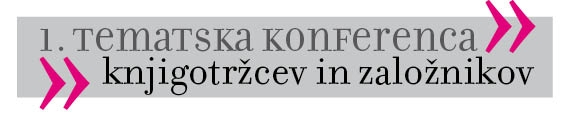 1. Tematska konferenca »
» knjigotržcev in založnikov